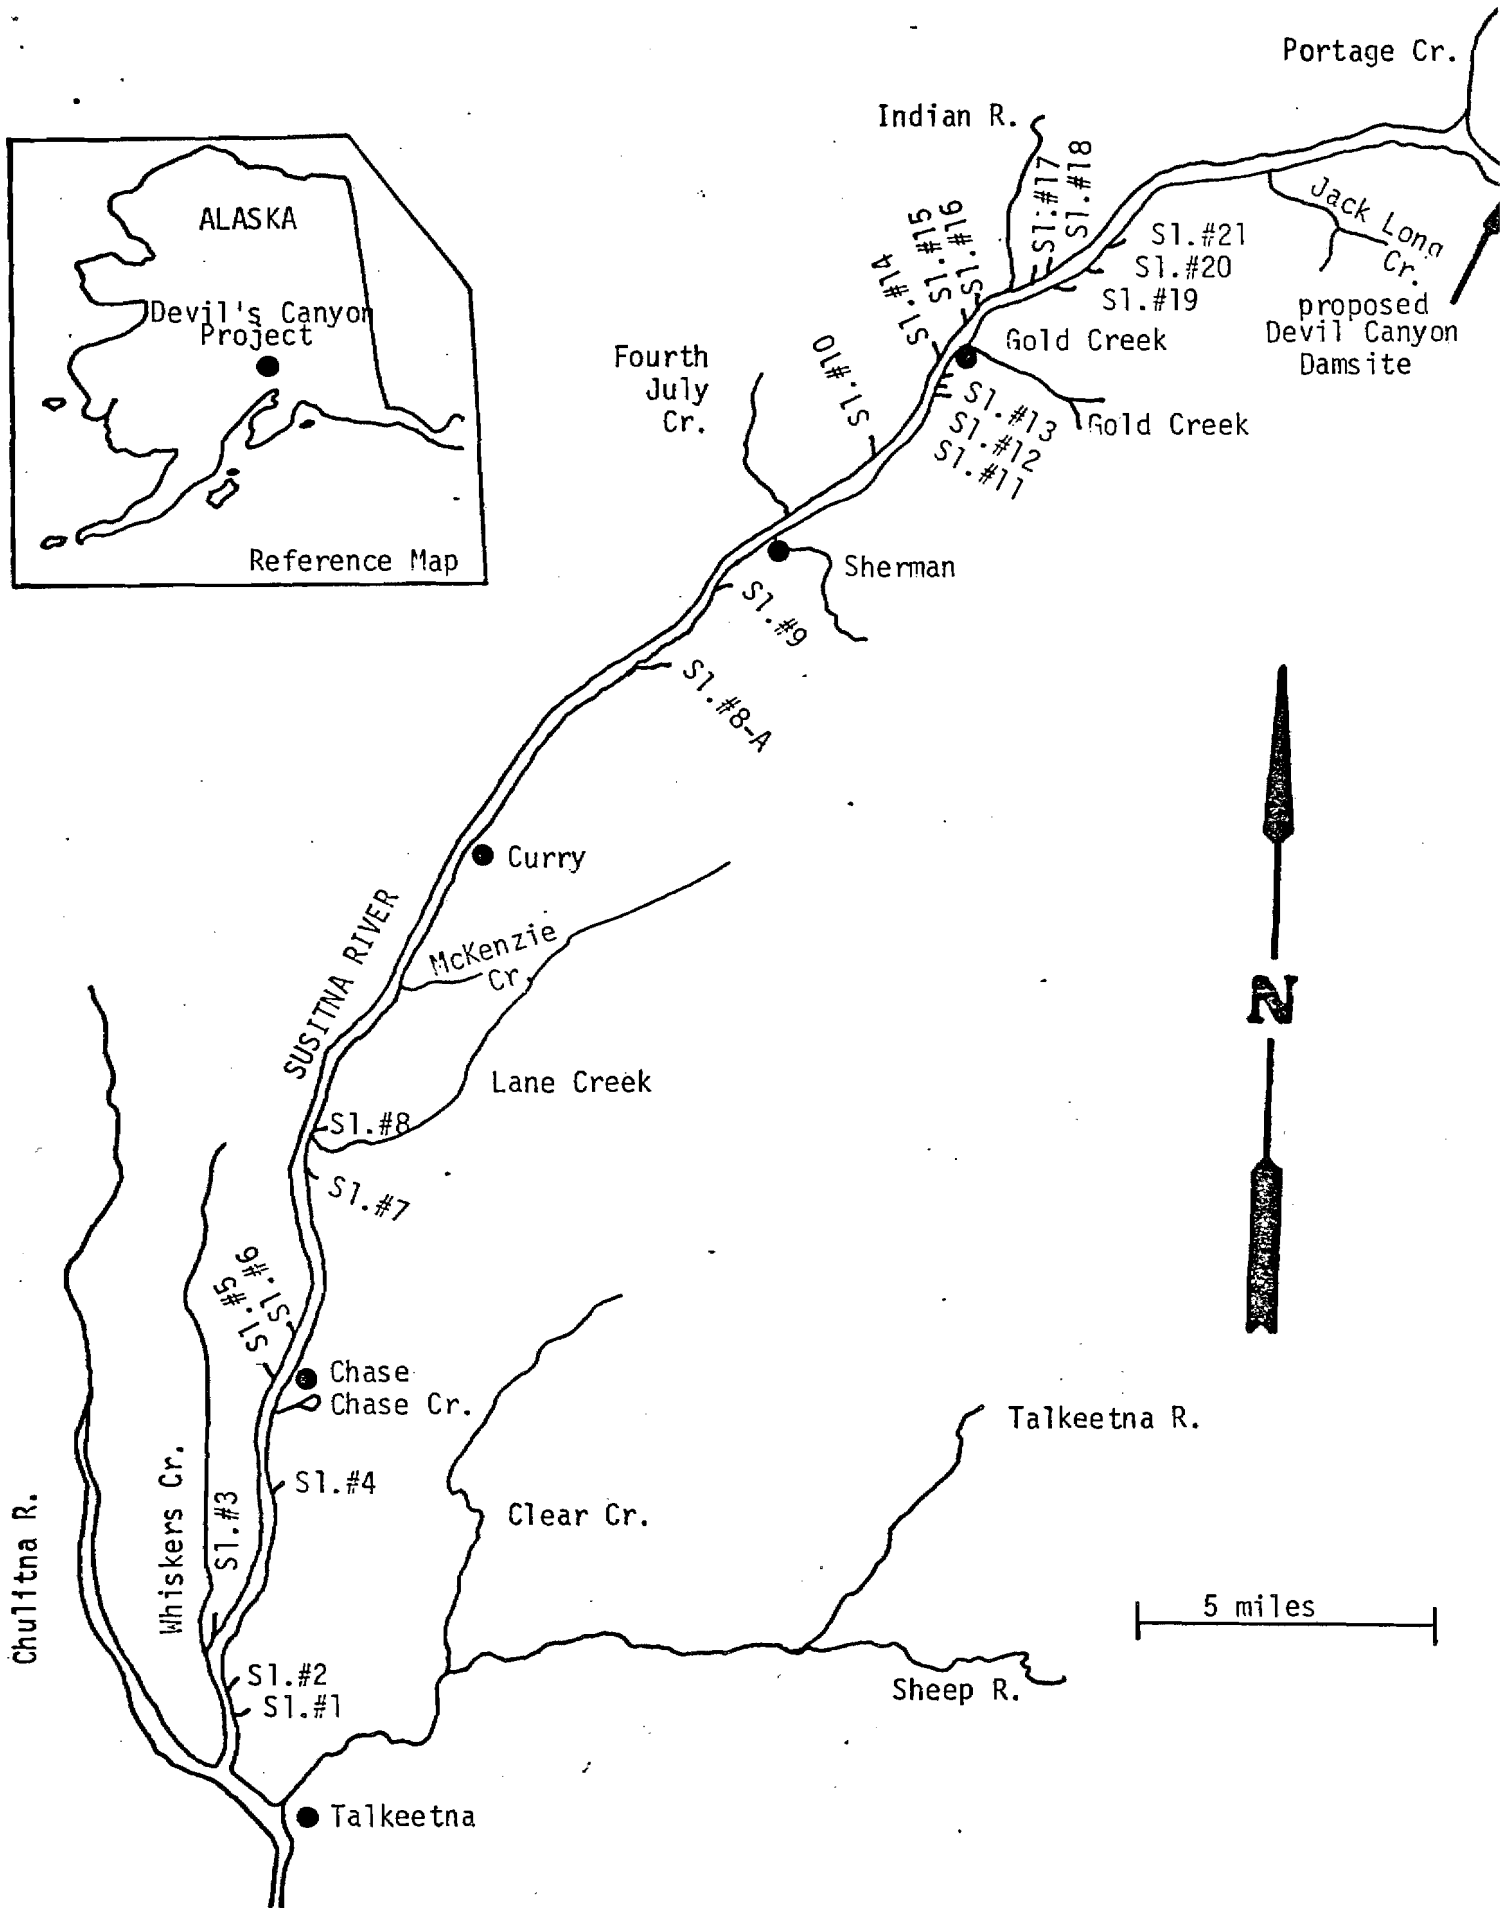 Portage Cr.
Indian R.
Sl.#17
Sl.#18
Jack Long
Cr.
ALASKA
Devil's Canyon
Project
Reference Map
Sl.#16
Sl.#15
Sl.#14
Sl.#21
Sl.#20
Sl.#19
proposed
Devil Canyon
Damsite
Gold Creek
Fourth
July
Cr.
Sl.#10
Sl.#13
Sl.#12
Sl.#11
Gold Creek
Sherman
Sl.#9
Sl.#8-A
Curry
SUSITNA RIVER
McKenzie
Cr.
N
Lane Creek
Sl.#8
Sl.#7
Sl.#6
Sl.#5
Chase
Chase Cr.
Talkeetna R.
Sl.#4
Clear Cr.
Chulitna R.
Whiskers Cr.
Sl.#3
5 miles
Sl.#2
Sl.#1
Sheep R.
Talkeetna